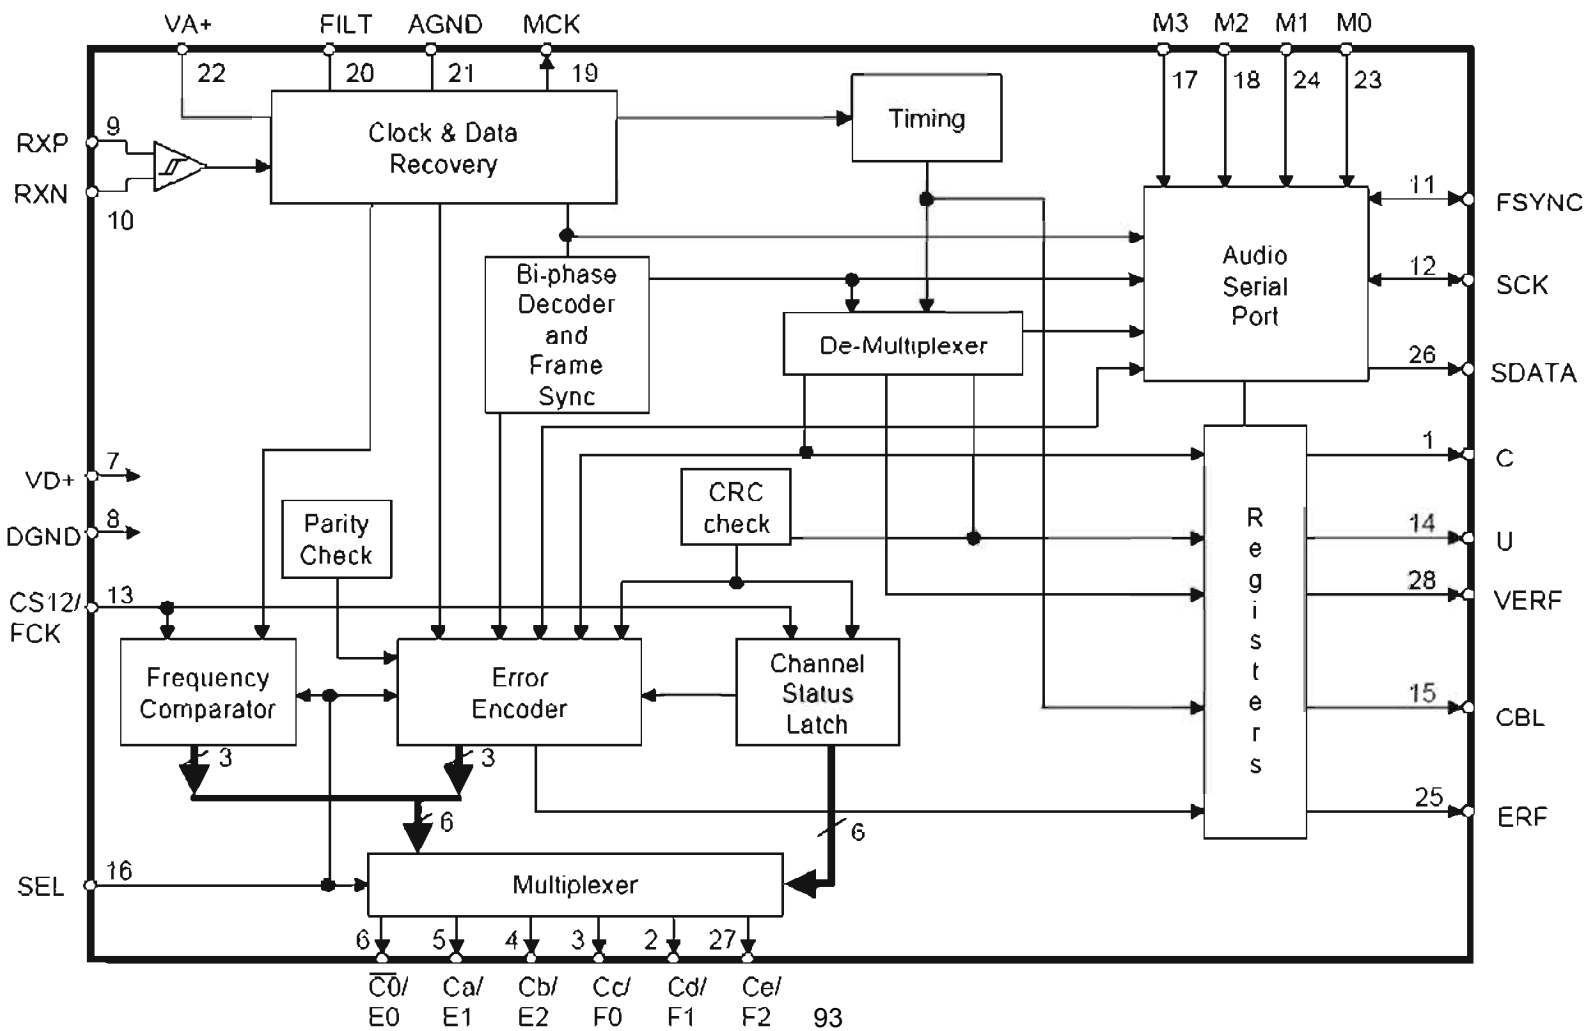 VA+ FILT AGND MCK M3 M2 M1 M0
22 20 21 19 17 18 24 23
RXP 9
RXN 10
Clock & Data
Recovery
Timing
Bi-phase
Decoder
and
Frame
Sync
De-Multiplexer
Audio
Serial
Port
11 FSYNC
12 SCK
26 SDATA
VD+ 7
DGND 8
CS12/ 13
FCK
Parity
Check
CRC
check
Registers
1 C
14 U
28 VERF
15 CBL
25 ERF
Frequency
Comparator
Error
Encoder
Channel
Status
Latch
3 3
6 6
SEL 16
Multiplexer
6 5 4 3 2 27
C0/ Ca/ Cb/ Cc/ Cd/ Ce/
E0 E1 E2 F0 F1 F2 93